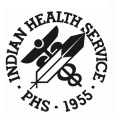 INDIAN HEALTH SERVICE
· PHS · 1955 ·